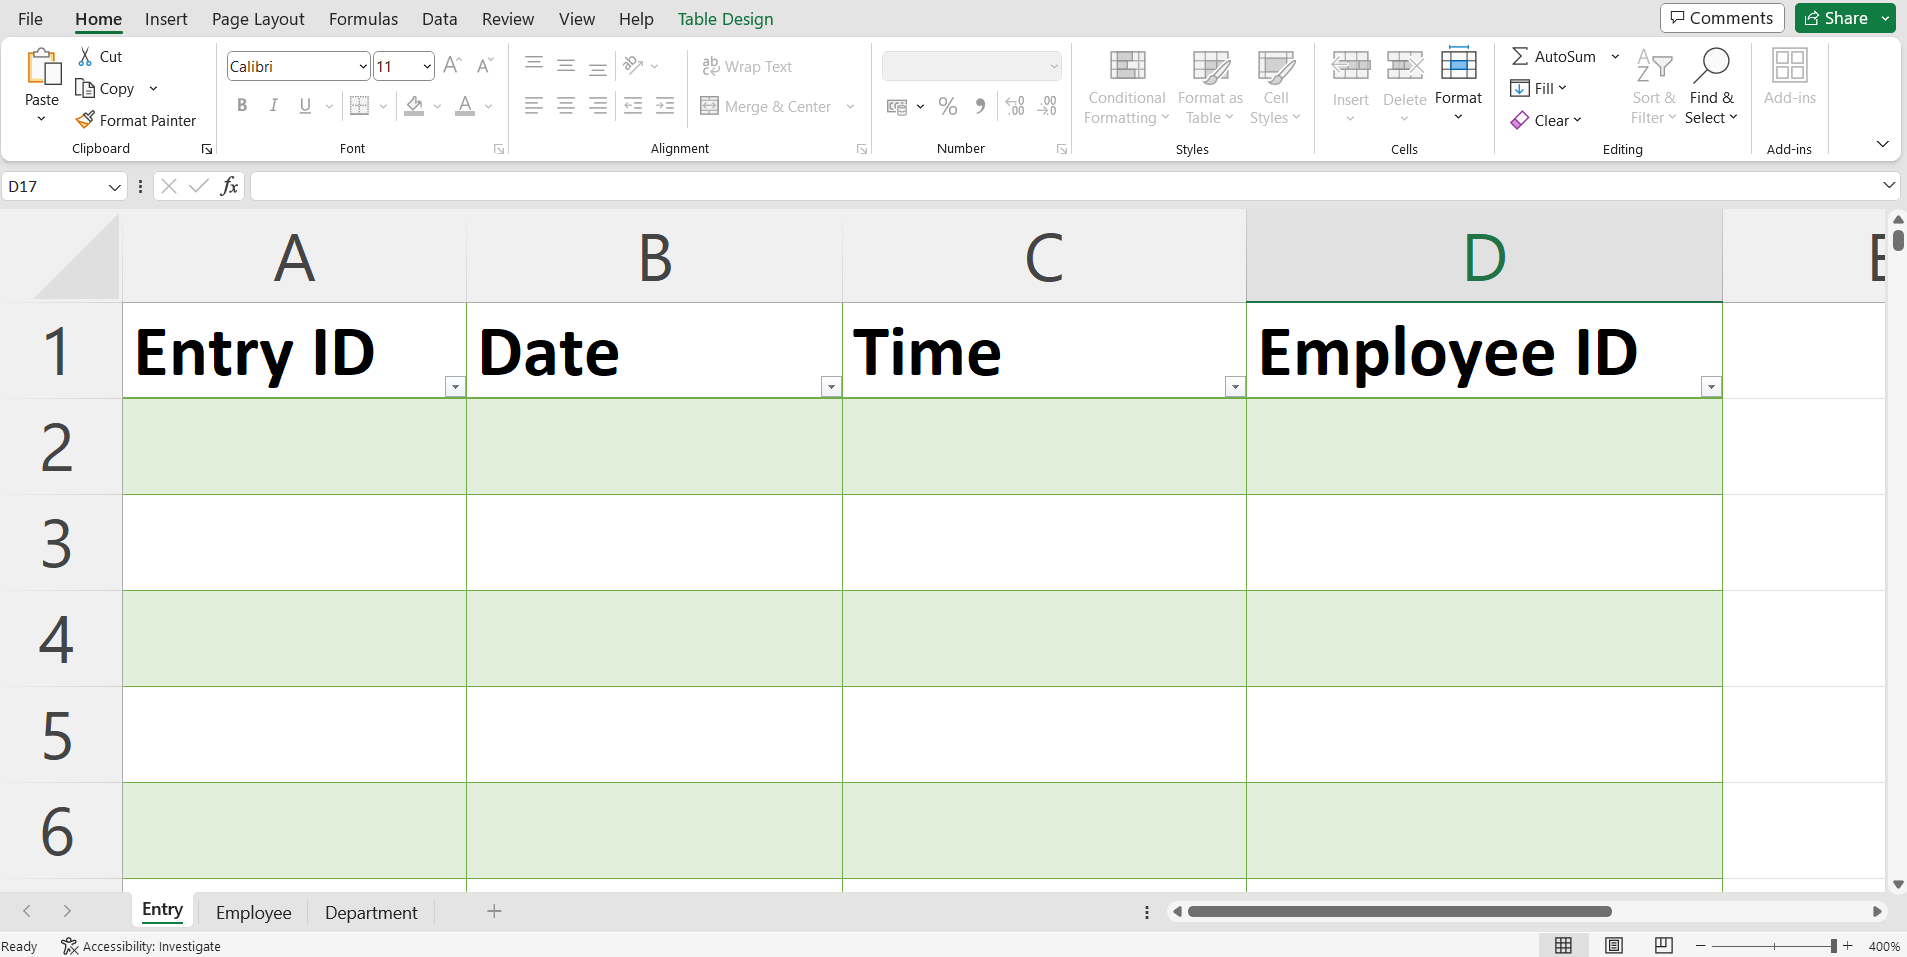 File Home Insert Page Layout Formulas Data Review View Help Table Design Comments Share
Paste Cut Copy Format Painter Clipboard
Calibri 11 B I U A Font
ab c Wrap Text Merge & Center Alignment
% .00 .00 Number
Conditional Formatting Format as Table Cell Styles Styles
Insert Delete Format Cells
AutoSum Fill Clear Sort & Filter Find & Select Editing
Add-ins Add-ins
D17 fx
A B C D E
1 Entry ID Date Time Employee ID
2
3
4
5
6
Entry Employee Department
Ready Accessibility: Investigate 400%